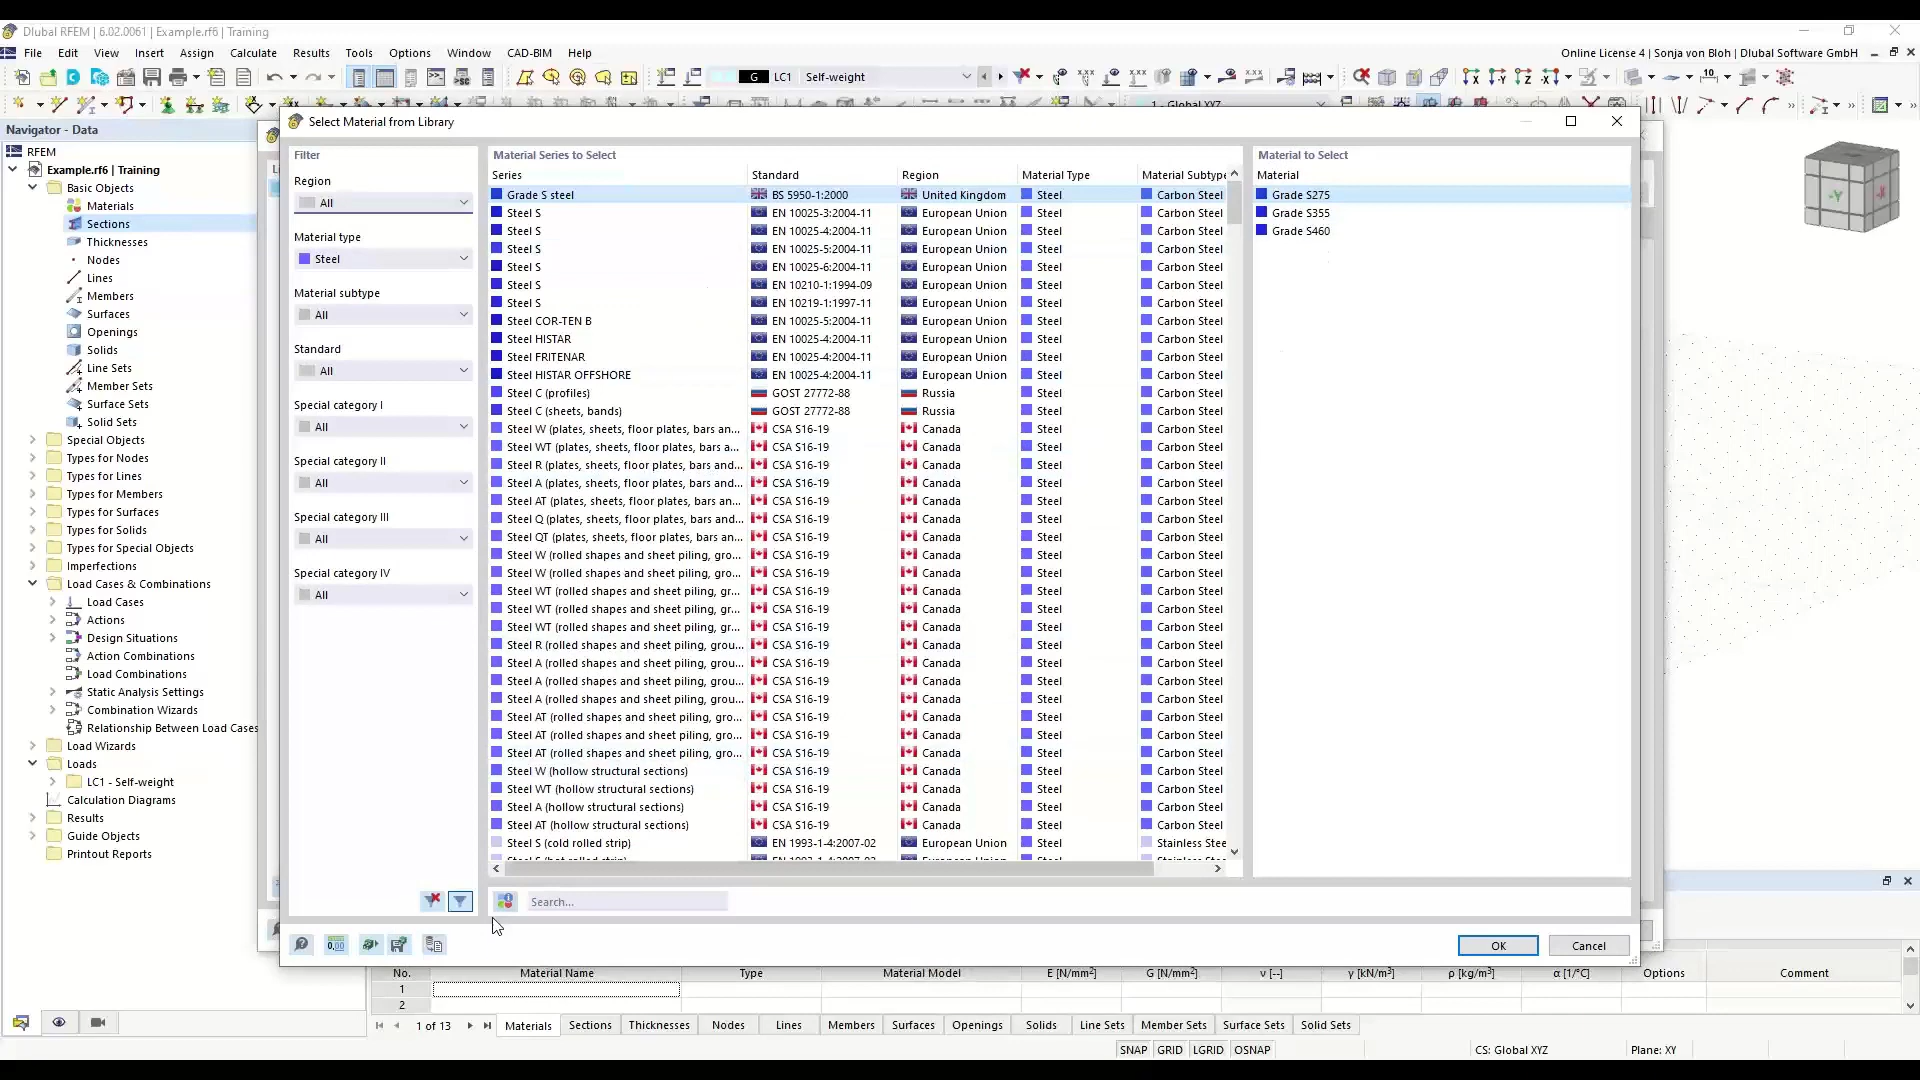 Dlubal RFEM | 6.02.0061 | Example.rf6 | Training
File Edit View Insert Assign Calculate Results Tools Options Window CAD-BIM Help
Online License 4 | Sonja von Bloh | Dlubal Software GmbH
G LC1 Self-weight
1 - Global XYZ
Navigator - Data
RFEM
Example.rf6 | Training
Basic Objects
Materials
Sections
Thicknesses
Nodes
Lines
Members
Surfaces
Openings
Solids
Line Sets
Member Sets
Surface Sets
Solid Sets
Special Objects
Types for Nodes
Types for Lines
Types for Members
Types for Surfaces
Types for Solids
Types for Special Objects
Imperfections
Load Cases & Combinations
Load Cases
Actions
Design Situations
Action Combinations
Load Combinations
Static Analysis Settings
Combination Wizards
Relationship Between Load Cases
Load Wizards
Loads
LC1 - Self-weight
Calculation Diagrams
Results
Guide Objects
Printout Reports
Select Material from Library
Filter
Region
All
Material type
Steel
Material subtype
All
Standard
All
Special category I
All
Special category II
All
Special category III
All
Special category IV
All
Material Series to Select
Series Standard Region Material Type Material Subtype
Grade S steel BS 5950-1:2000 United Kingdom Steel Carbon Steel
Steel S EN 10025-3:2004-11 European Union Steel Carbon Steel
Steel S EN 10025-4:2004-11 European Union Steel Carbon Steel
Steel S EN 10025-5:2004-11 European Union Steel Carbon Steel
Steel S EN 10025-6:2004-11 European Union Steel Carbon Steel
Steel S EN 10210-1:1994-09 European Union Steel Carbon Steel
Steel S EN 10219-1:1997-11 European Union Steel Carbon Steel
Steel COR-TEN B EN 10025-5:2004-11 European Union Steel Carbon Steel
Steel HISTAR EN 10025-4:2004-11 European Union Steel Carbon Steel
Steel FRITENAR EN 10025-4:2004-11 European Union Steel Carbon Steel
Steel HISTAR OFFSHORE EN 10025-4:2004-11 European Union Steel Carbon Steel
Steel C (profiles) GOST 27772-88 Russia Steel Carbon Steel
Steel C (sheets, bands) GOST 27772-88 Russia Steel Carbon Steel
Steel W (plates, sheets, floor plates, bars an... CSA S16-19 Canada Steel Carbon Steel
Steel WT (plates, sheets, floor plates, bars a... CSA S16-19 Canada Steel Carbon Steel
Steel R (plates, sheets, floor plates, bars and... CSA S16-19 Canada Steel Carbon Steel
Steel A (plates, sheets, floor plates, bars and... CSA S16-19 Canada Steel Carbon Steel
Steel AT (plates, sheets, floor plates, bars an... CSA S16-19 Canada Steel Carbon Steel
Steel Q (plates, sheets, floor plates, bars and... CSA S16-19 Canada Steel Carbon Steel
Steel QT (plates, sheets, floor plates, bars an... CSA S16-19 Canada Steel Carbon Steel
Steel W (rolled shapes and sheet piling, gro... CSA S16-19 Canada Steel Carbon Steel
Steel W (rolled shapes and sheet piling, gro... CSA S16-19 Canada Steel Carbon Steel
Steel WT (rolled shapes and sheet piling, gr... CSA S16-19 Canada Steel Carbon Steel
Steel WT (rolled shapes and sheet piling, gr... CSA S16-19 Canada Steel Carbon Steel
Steel WT (rolled shapes and sheet piling, gr... CSA S16-19 Canada Steel Carbon Steel
Steel R (rolled shapes and sheet piling, grou... CSA S16-19 Canada Steel Carbon Steel
Steel A (rolled shapes and sheet piling, grou... CSA S16-19 Canada Steel Carbon Steel
Steel A (rolled shapes and sheet piling, grou... CSA S16-19 Canada Steel Carbon Steel
Steel A (rolled shapes and sheet piling, grou... CSA S16-19 Canada Steel Carbon Steel
Steel AT (rolled shapes and sheet piling, gro... CSA S16-19 Canada Steel Carbon Steel
Steel AT (rolled shapes and sheet piling, gro... CSA S16-19 Canada Steel Carbon Steel
Steel AT (rolled shapes and sheet piling, gro... CSA S16-19 Canada Steel Carbon Steel
Steel W (hollow structural sections) CSA S16-19 Canada Steel Carbon Steel
Steel WT (hollow structural sections) CSA S16-19 Canada Steel Carbon Steel
Steel A (hollow structural sections) CSA S16-19 Canada Steel Carbon Steel
Steel AT (hollow structural sections) CSA S16-19 Canada Steel Carbon Steel
Steel S (cold rolled strip) EN 1993-1-4:2007-02 European Union Steel Stainless Stee
Search...
Material to Select
Material
Grade S275
Grade S355
Grade S460
OK Cancel
-Y -X
No. Material Name Type Material Model E [N/mm²] G [N/mm²] ν [--] γ [kN/m³] ρ [kg/m³] α [1/°C] Options Comment
1
2
1 of 13 Materials Sections Thicknesses Nodes Lines Members Surfaces Openings Solids Line Sets Member Sets Surface Sets Solid Sets
SNAP GRID LGRID OSNAP CS: Global XYZ Plane: XY